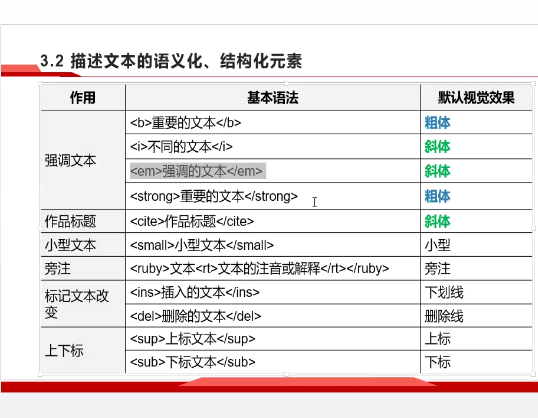 3.2 描述文本的语义化、结构化元素
作用 基本语法 默认视觉效果
强调文本 <b>重要的文本</b> 粗体
<i>不同的文本</i> 斜体
<em>强调的文本</em> 斜体
<strong>重要的文本</strong> 粗体
作品标题 <cite>作品标题</cite> 斜体
小型文本 <small>小型文本</small> 小型
旁注 <ruby>文本<rt>文本的注音或解释</rt></ruby> 旁注
标记文本改
变 <ins>插入的文本</ins> 下划线
<del>删除的文本</del> 删除线
上下标 <sup>上标文本</sup> 上标
<sub>下标文本</sub> 下标